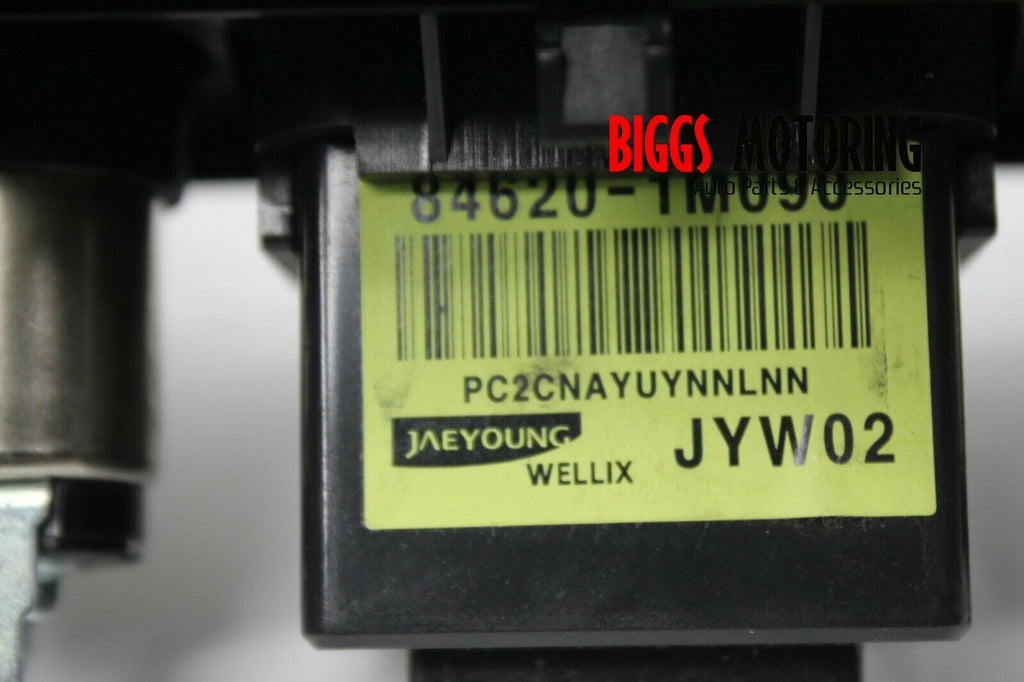 BIGGS MOTORING
Auto Parts & Accessories
84620-1M090
PC2CNAYUYNNLNN
JAEYOUNG
WELLIX
JYW02